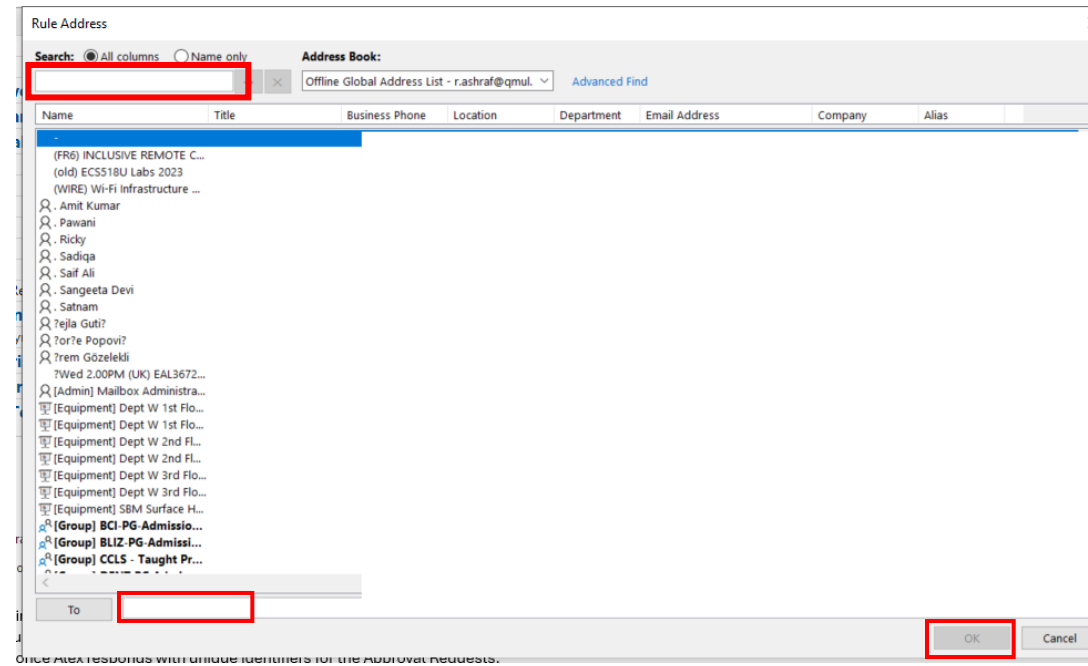 Rule Address
Search: All columns Name only Address Book:
Offline Global Address List - r.ashraf@qmul. Advanced Find
Name Title Business Phone Location Department Email Address Company Alias
-
(FR6) INCLUSIVE REMOTE C...
(old) ECS518U Labs 2023
(WIRE) Wi-Fi Infrastructure ...
. Amit Kumar
. Pawani
. Ricky
. Sadiqa
. Saif Ali
. Sangeeta Devi
. Satnam
?ejla Guti?
?or?e Popovi?
?rem Gözelekli
?Wed 2.00PM (UK) EAL3672...
[Admin] Mailbox Administra...
[Equipment] Dept W 1st Flo...
[Equipment] Dept W 1st Flo...
[Equipment] Dept W 2nd Fl...
[Equipment] Dept W 2nd Fl...
[Equipment] Dept W 3rd Flo...
[Equipment] Dept W 3rd Flo...
[Equipment] SBM Surface H...
[Group] BCI-PG-Admissio...
[Group] BLIZ-PG-Admissi...
[Group] CCLS - Taught Pr...
To
OK Cancel
once Alex responds with unique identifiers for the Approval Requests.